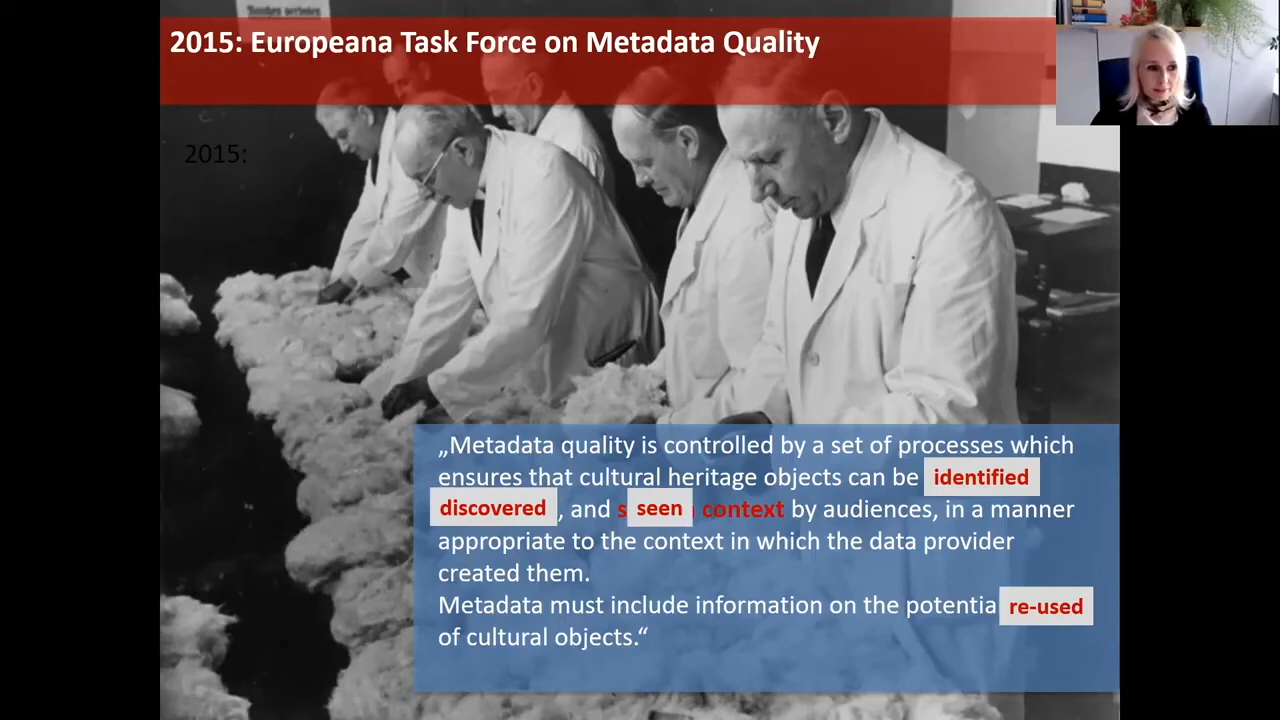 2015: Europeana Task Force on Metadata Quality
2015:
„Metadata quality is controlled by a set of processes which
ensures that cultural heritage objects can be identified
discovered, and s seen context by audiences, in a manner
appropriate to the context in which the data provider
created them.
Metadata must include information on the potentia re-used
of cultural objects.“